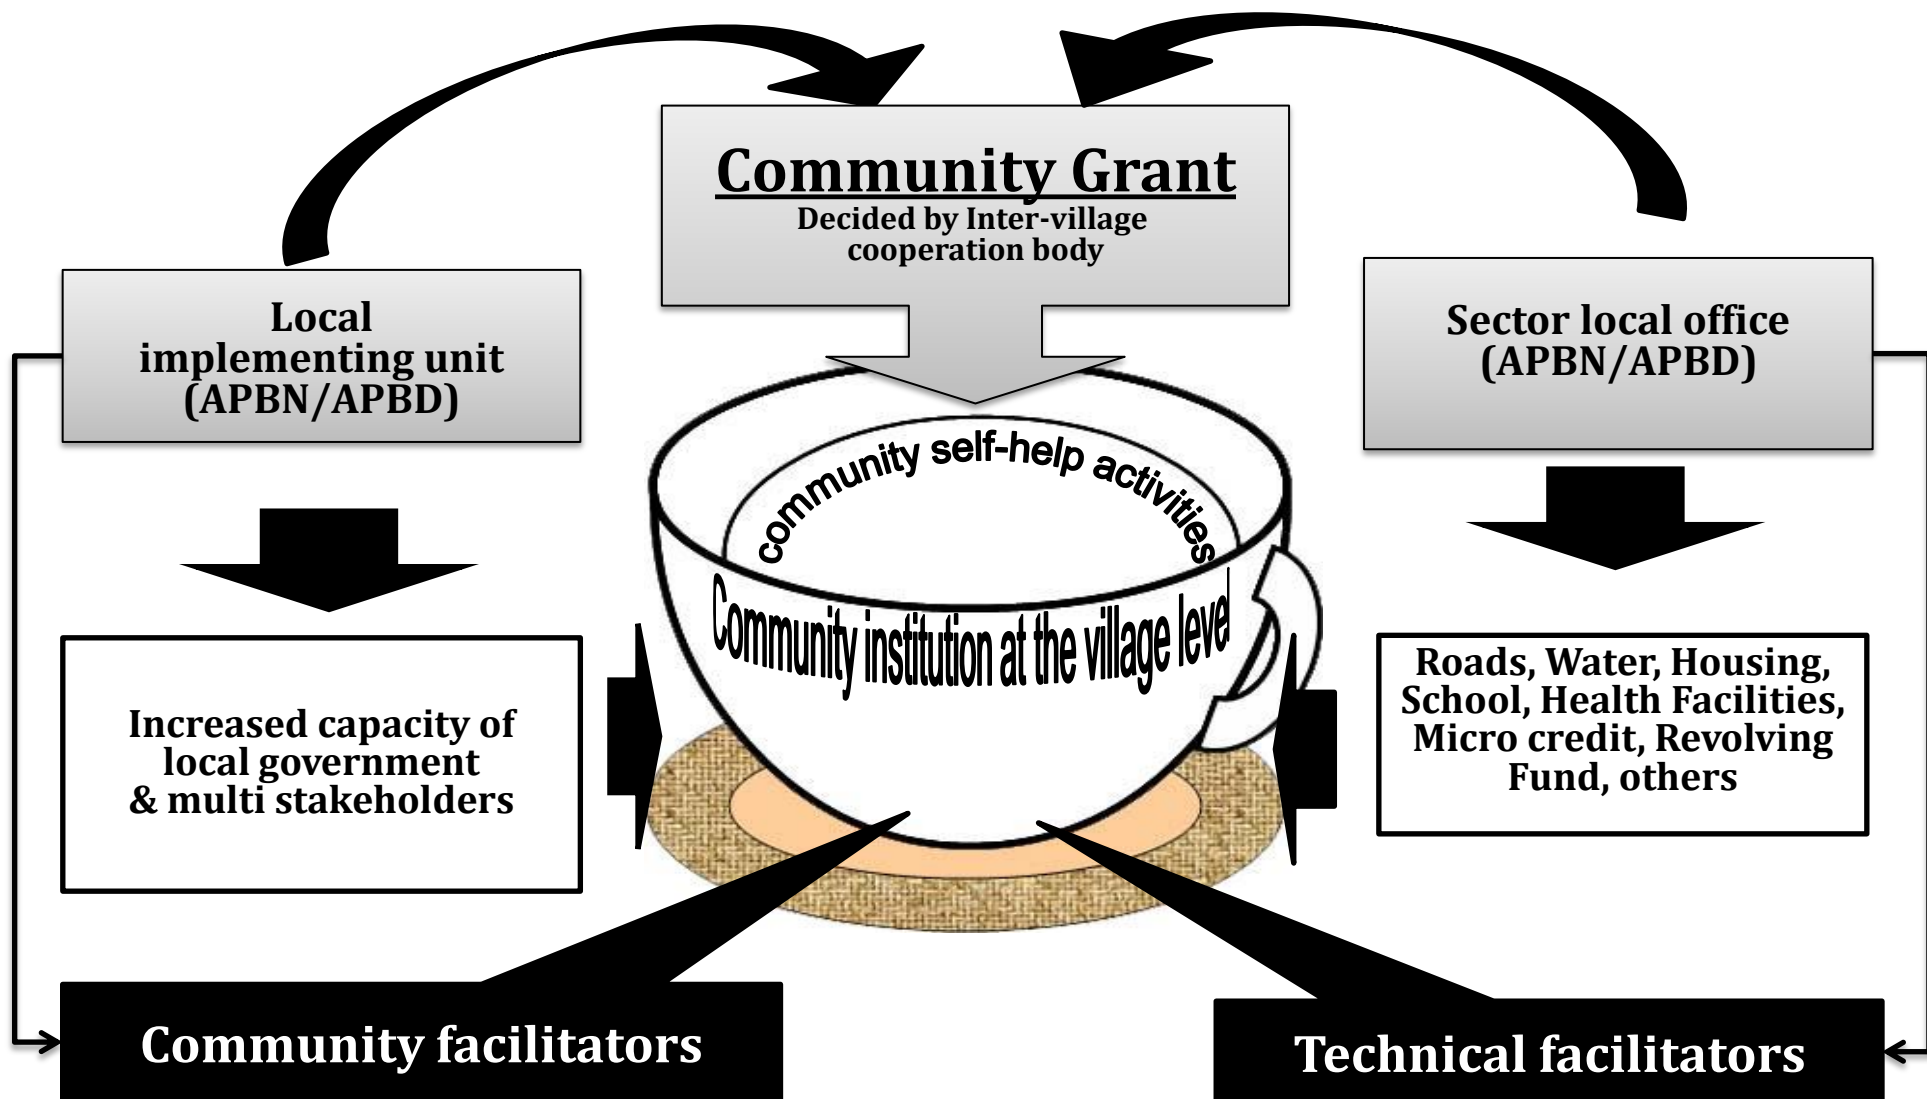 Community Grant
Decided by Inter-village
cooperation body
Local
implementing unit
(APBN/APBD)
Sector local office
(APBN/APBD)
community self-help activities
Community institution at the village level
Increased capacity of
local government
& multi stakeholders
Roads, Water, Housing,
School, Health Facilities,
Micro credit, Revolving
Fund, others
Community facilitators
Technical facilitators